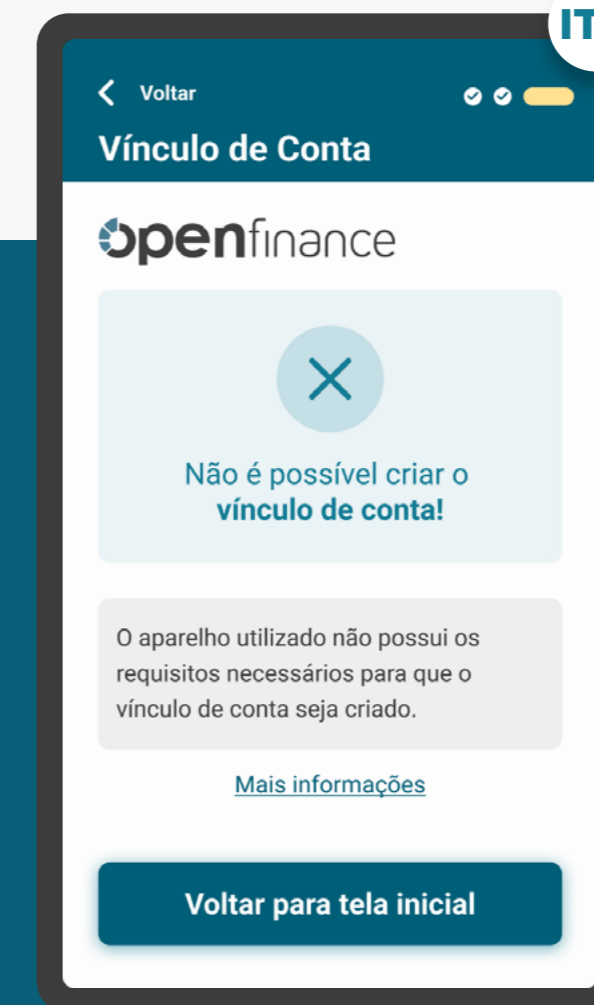 IT
Voltar
Vínculo de Conta
openfinance
Não é possível criar o
vínculo de conta!
O aparelho utilizado não possui os
requisitos necessários para que o
vínculo de conta seja criado.
Mais informações
Voltar para tela inicial